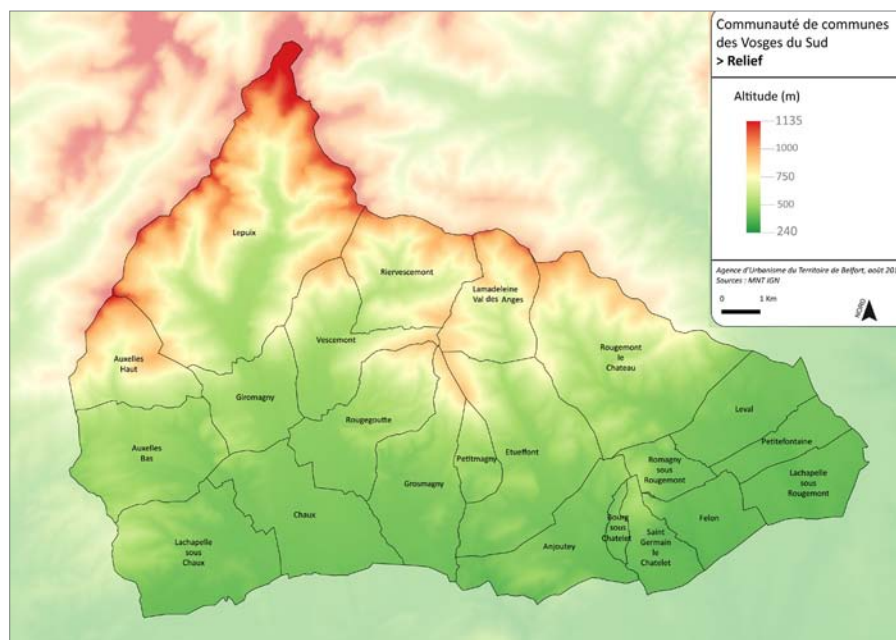 Communauté de communes
des Vosges du Sud
> Relief
Altitude (m)
1135
1000
750
500
240
Agence d'Urbanisme du Territoire de Belfort, août 201
Sources : MNT IGN
0 1 Km
NORD
Lepuix
Riervescemont
Lamadeleine
Val des Anges
Auxelles
Haut
Vescemont
Rougemont
le
Chateau
Giromagny
Rougegoutte
Leval
Auxelles
Bas
Petitmagny
Etueffont
Petitefontaine
Romagny
sous
Rougemont
Lachapelle
sous
Rougemont
Grosmagny
Chaux
Bourg
sous
Chatelet
Felon
Saint
Germain
le
Chatelet
Anjoutey
Lachapelle
sous
Chaux